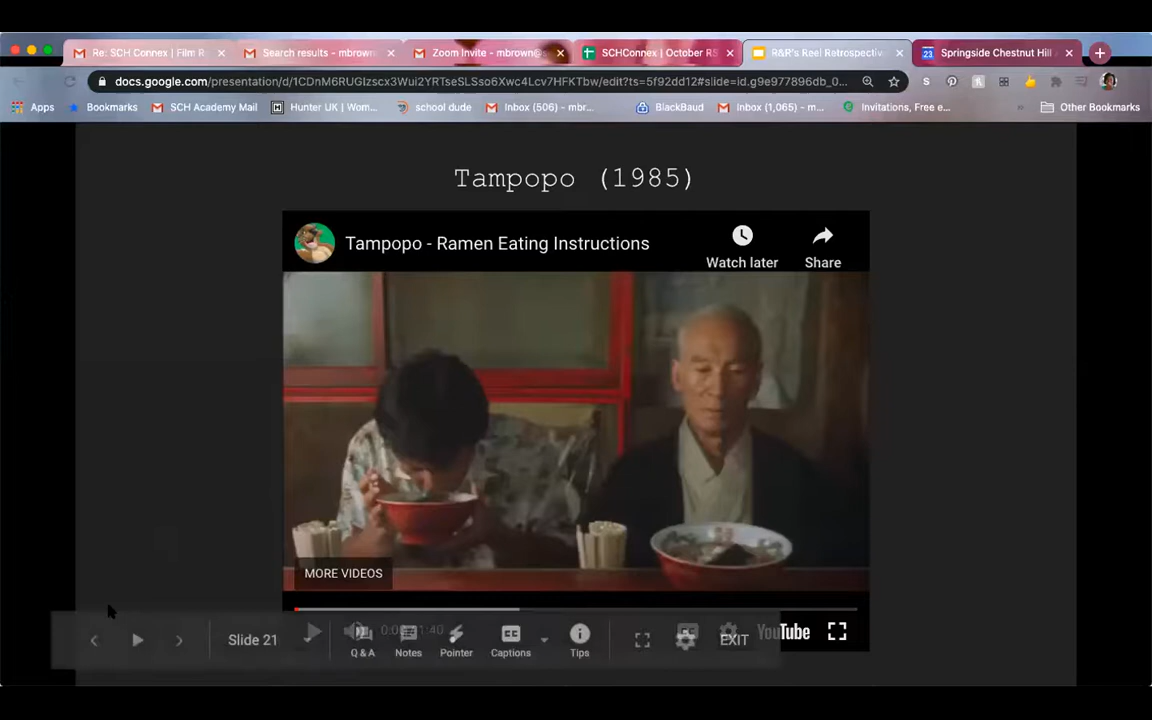 Re: SCH Connex | Film R
Search results - mbrown
Zoom Invite - mbrown@s
SCHConnex | October RS
R&R's Reel Retrospectiv
23 Springside Chestnut Hill
docs.google.com/presentation/d/1CDnM6RUGIzscx3Wui2YRTseSLSso6Xwc4Lcv7HFKTbw/edit?ts=5f92dd12#slide=id.g9e977896db_0...
Apps
Bookmarks
SCH Academy Mail
Hunter UK | Wom...
school dude
Inbox (506) - mbr...
BlackBaud
Inbox (1,065) - m...
Invitations, Free e...
Other Bookmarks
Tampopo (1985)
Tampopo - Ramen Eating Instructions
Watch later
Share
MORE VIDEOS
Slide 21
Q & A
Notes
Pointer
CC
Captions
Tips
EXIT
YouTube